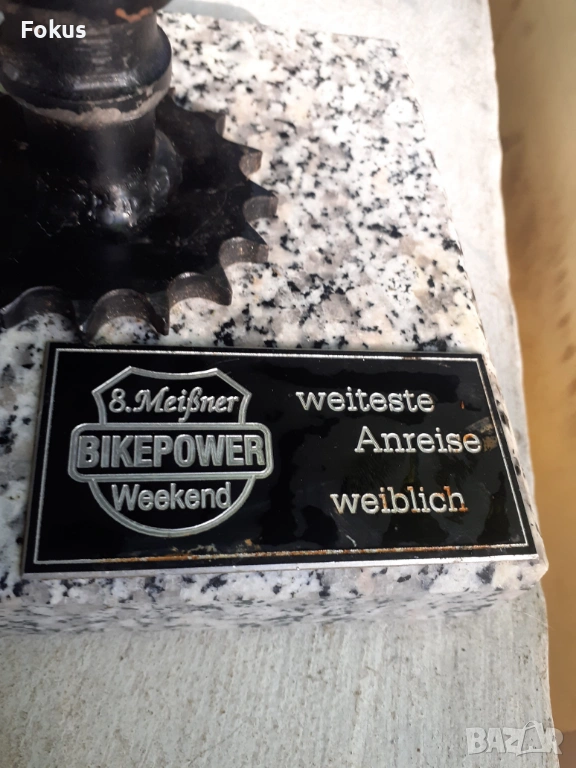 Fokus
8.Meißner
BIKEPOWER
Weekend
weiteste
Anreise
weiblich
BAZAR